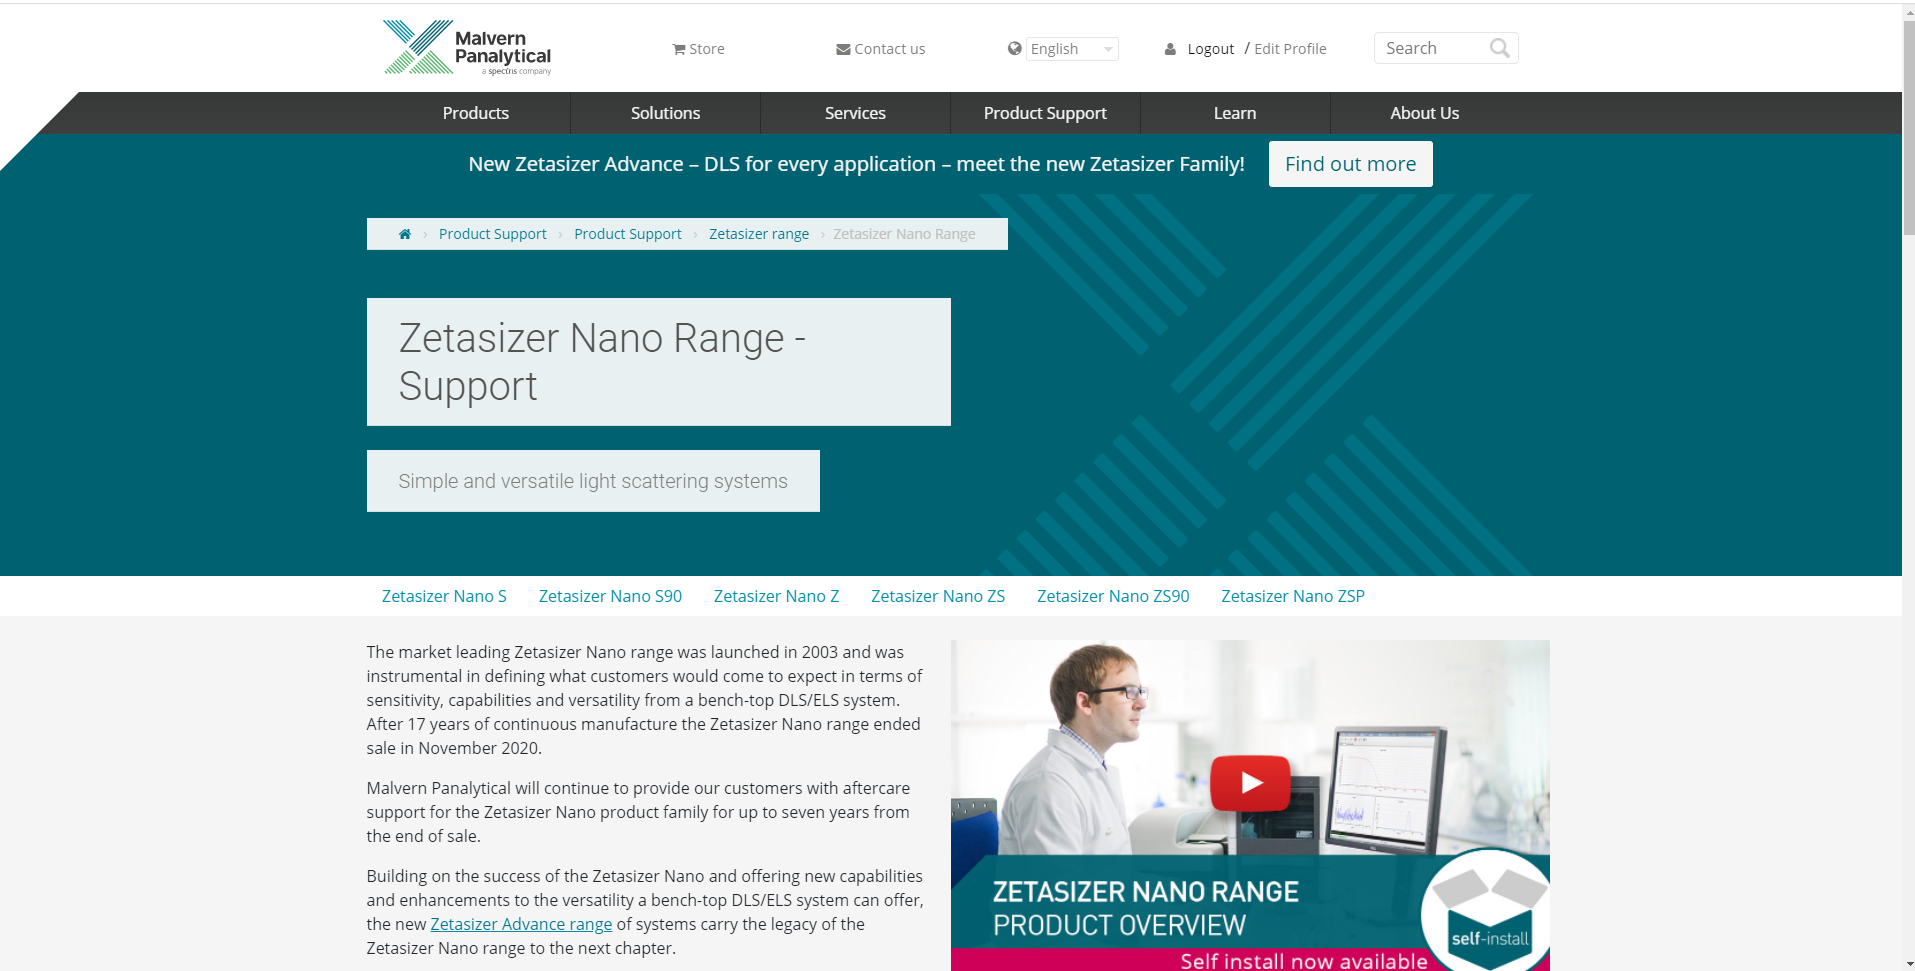 Malvern
Panalytical
a spectris company
Store
Contact us
English
Logout / Edit Profile
Search
Products
Solutions
Services
Product Support
Learn
About Us
New Zetasizer Advance – DLS for every application – meet the new Zetasizer Family!
Find out more
Product Support › Product Support › Zetasizer range › Zetasizer Nano Range
Zetasizer Nano Range -
Support
Simple and versatile light scattering systems
Zetasizer Nano S
Zetasizer Nano S90
Zetasizer Nano Z
Zetasizer Nano ZS
Zetasizer Nano ZS90
Zetasizer Nano ZSP
The market leading Zetasizer Nano range was launched in 2003 and was
instrumental in defining what customers would come to expect in terms of
sensitivity, capabilities and versatility from a bench-top DLS/ELS system.
After 17 years of continuous manufacture the Zetasizer Nano range ended
sale in November 2020.
Malvern Panalytical will continue to provide our customers with aftercare
support for the Zetasizer Nano product family for up to seven years from
the end of sale.
Building on the success of the Zetasizer Nano and offering new capabilities
and enhancements to the versatility a bench-top DLS/ELS system can offer,
the new Zetasizer Advance range of systems carry the legacy of the
Zetasizer Nano range to the next chapter.
ZETASIZER NANO RANGE
PRODUCT OVERVIEW
self-install
Self install now available